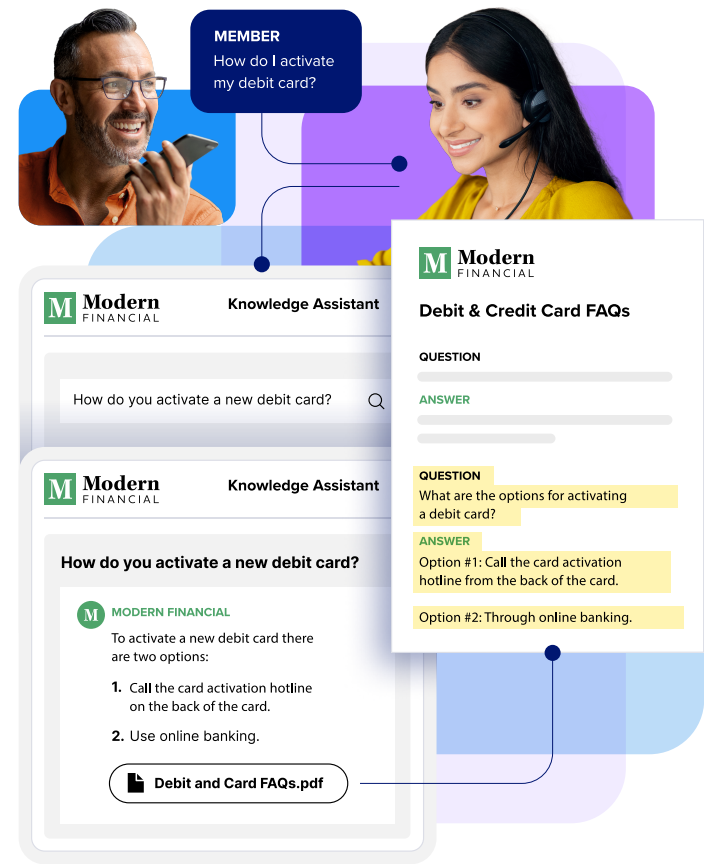 MEMBER
How do I activate
my debit card?
M Modern
FINANCIAL
Knowledge Assistant
How do you activate a new debit card?
M Modern
FINANCIAL
Knowledge Assistant
How do you activate a new debit card?
M MODERN FINANCIAL
To activate a new debit card there
are two options:
1. Call the card activation hotline
on the back of the card.
2. Use online banking.
Debit and Card FAQs.pdf
M Modern
FINANCIAL
Debit & Credit Card FAQs
QUESTION
ANSWER
QUESTION
What are the options for activating
a debit card?
ANSWER
Option #1: Call the card activation
hotline from the back of the card.
Option #2: Through online banking.